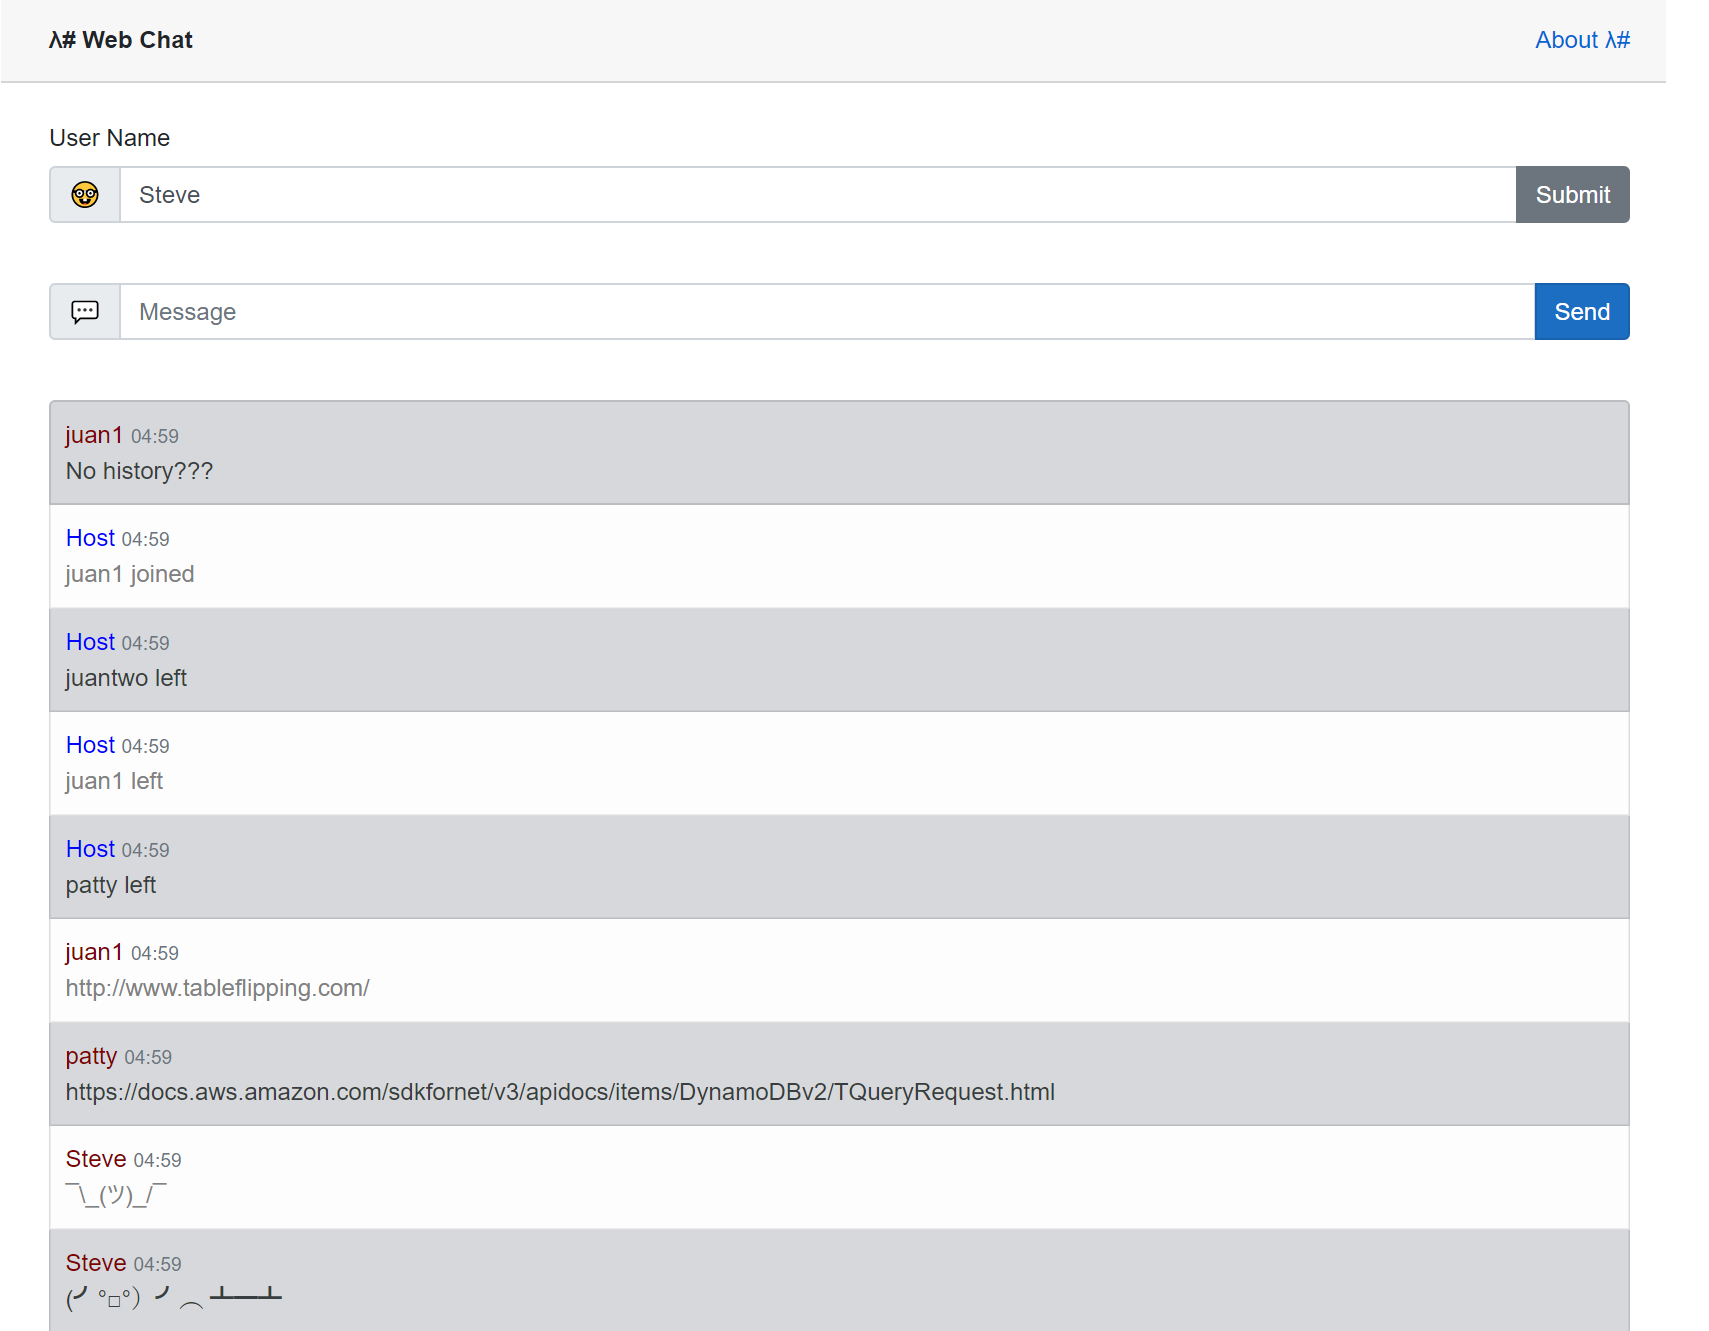 λ# Web Chat
About λ#
User Name
Steve
Submit
Message
Send
juan1 04:59
No history???
Host 04:59
juan1 joined
Host 04:59
juantwo left
Host 04:59
juan1 left
Host 04:59
patty left
juan1 04:59
http://www.tableflipping.com/
patty 04:59
https://docs.aws.amazon.com/sdkfornet/v3/apidocs/items/DynamoDBv2/TQueryRequest.html
Steve 04:59
¯\_(ツ)_/¯
Steve 04:59
(╯°□°）╯︵ ┻━┻